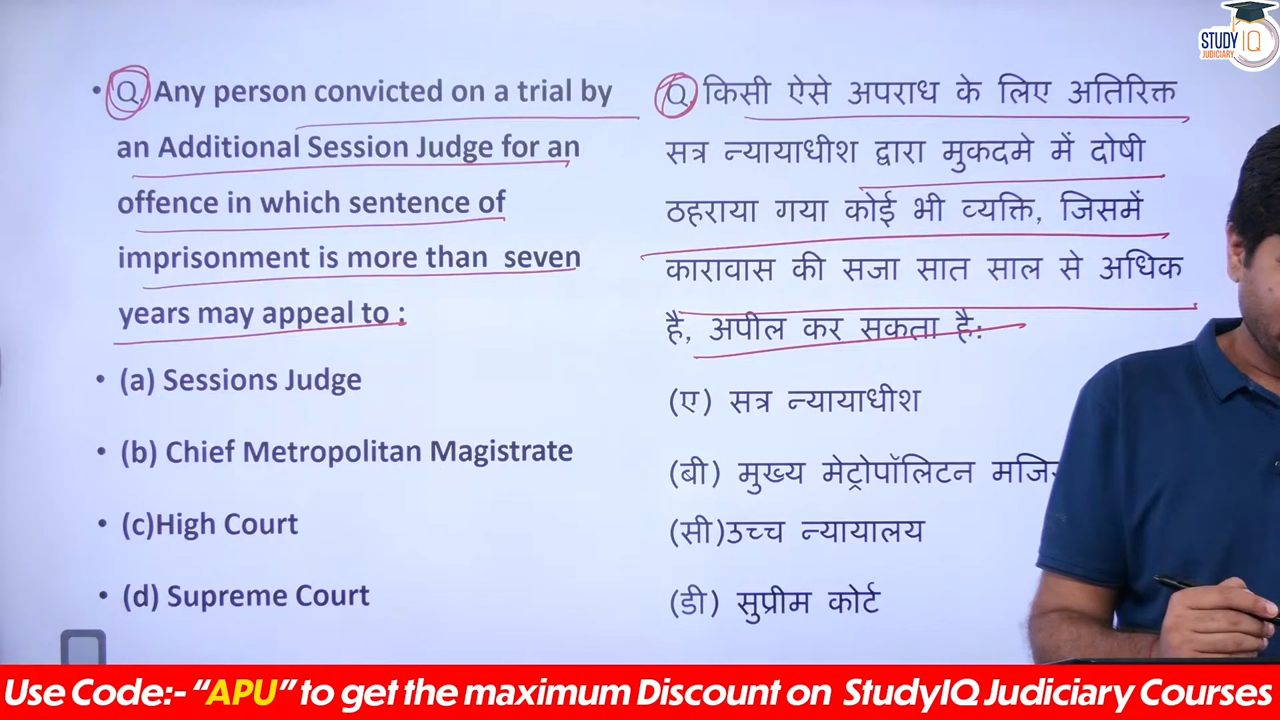 STUDY IQ
JUDICIARY
• Q. Any person convicted on a trial by
an Additional Session Judge for an
offence in which sentence of
imprisonment is more than seven
years may appeal to :
• (a) Sessions Judge
• (b) Chief Metropolitan Magistrate
• (c)High Court
• (d) Supreme Court
Q. किसी ऐसे अपराध के लिए अतिरिक्त
सत्र न्यायाधीश द्वारा मुकदमे में दोषी
ठहराया गया कोई भी व्यक्ति, जिसमें
कारावास की सजा सात साल से अधिक
है, अपील कर सकता है:
(ए) सत्र न्यायाधीश
(बी) मुख्य मेट्रोपॉलिटन
(सी)उच्च न्यायालय
(डी) सुप्रीम कोर्ट
Use Code:- “APU” to get the maximum Discount on StudyIQ Judiciary Courses